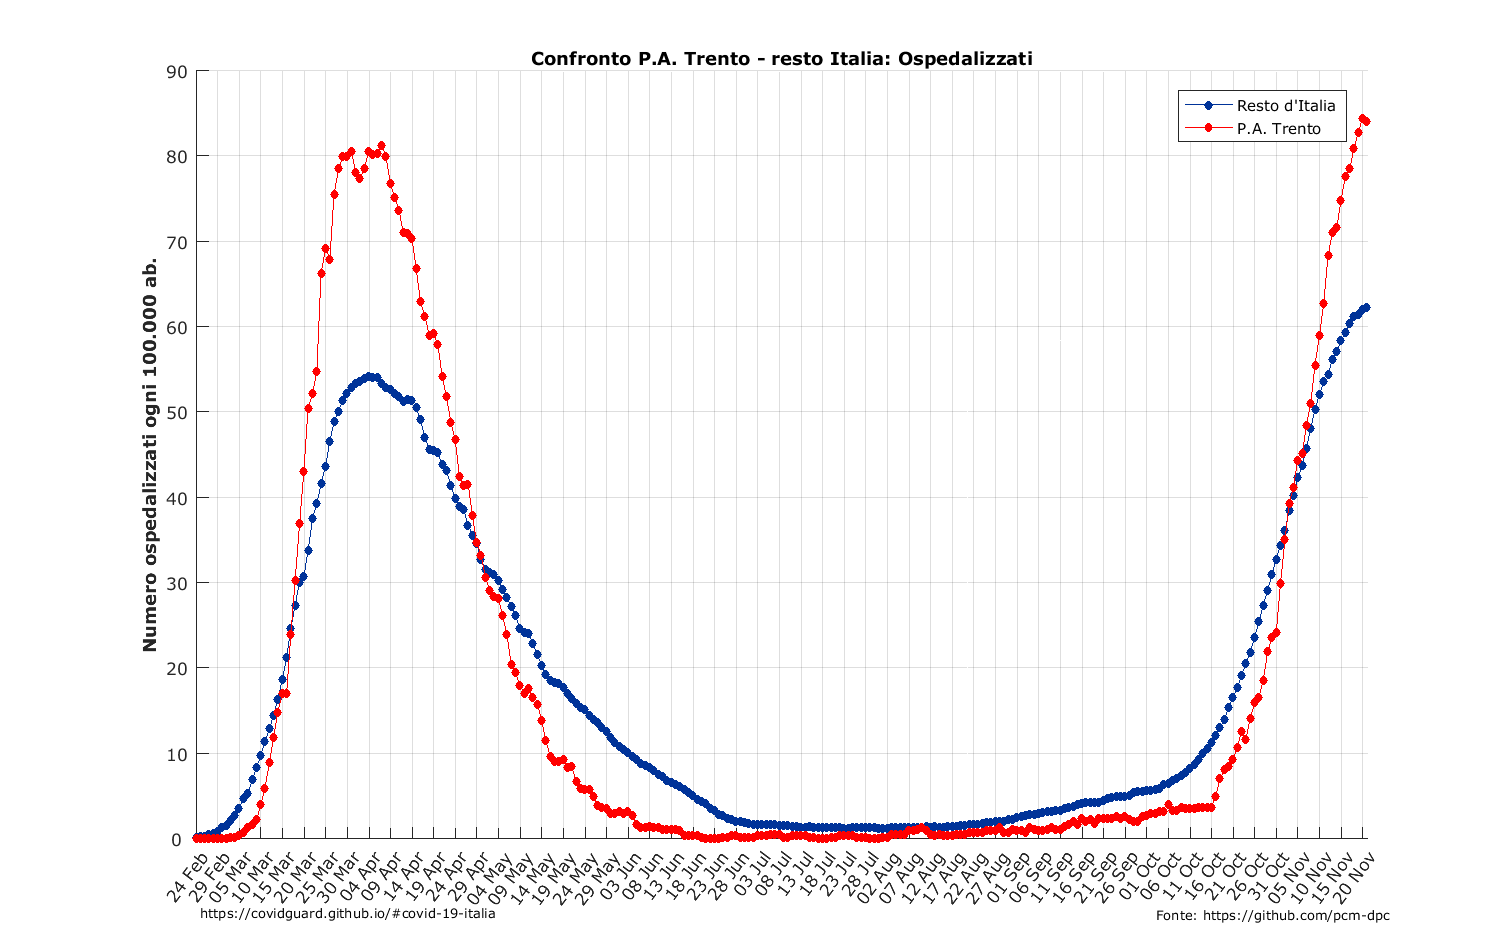 Confronto P.A. Trento - resto Italia: Ospedalizzati
Resto d'Italia
P.A. Trento
Numero ospedalizzati ogni 100.000 ab.
90
80
70
60
50
40
30
20
10
0
24 Feb
29 Feb
05 Mar
10 Mar
15 Mar
20 Mar
25 Mar
30 Mar
04 Apr
09 Apr
14 Apr
19 Apr
24 Apr
29 Apr
04 May
09 May
14 May
19 May
24 May
29 May
03 Jun
08 Jun
13 Jun
18 Jun
23 Jun
28 Jun
03 Jul
08 Jul
13 Jul
18 Jul
23 Jul
28 Jul
02 Aug
07 Aug
12 Aug
17 Aug
22 Aug
27 Aug
01 Sep
06 Sep
11 Sep
16 Sep
21 Sep
26 Sep
01 Oct
06 Oct
11 Oct
16 Oct
21 Oct
26 Oct
31 Oct
05 Nov
10 Nov
15 Nov
20 Nov
https://covidguard.github.io/#covid-19-italia
Fonte: https://github.com/pcm-dpc